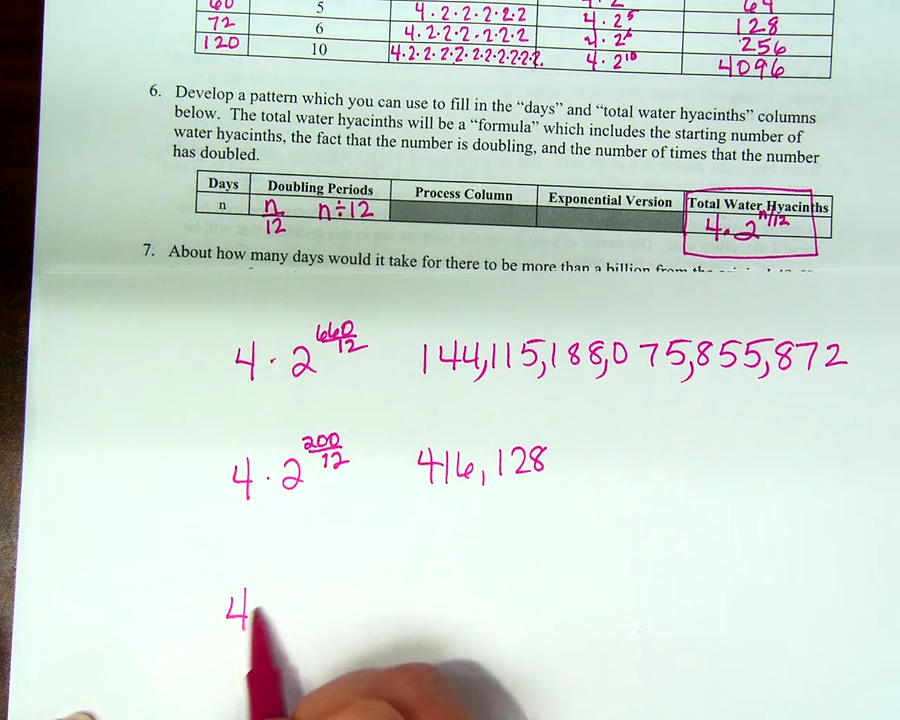 60 5 4·2·2·2·2·2 4·2⁵ 128
72 6 4·2·2·2·2·2·2 4·2⁶ 256
120 10 4·2·2·2·2·2·2·2·2·2·2. 4·2¹⁰ 4096
6. Develop a pattern which you can use to fill in the “days” and “total water hyacinths” columns
below. The total water hyacinths will be a “formula” which includes the starting number of
water hyacinths, the fact that the number is doubling, and the number of times that the number
has doubled.
Days Doubling Periods Process Column Exponential Version Total Water Hyacinths
n n/12 n÷12 4·2^n/12
7. About how many days would it take for there to be more than a billion from the
4·2^660/12 144,115,188,075,855,872
4·2^200/12 416,128
4